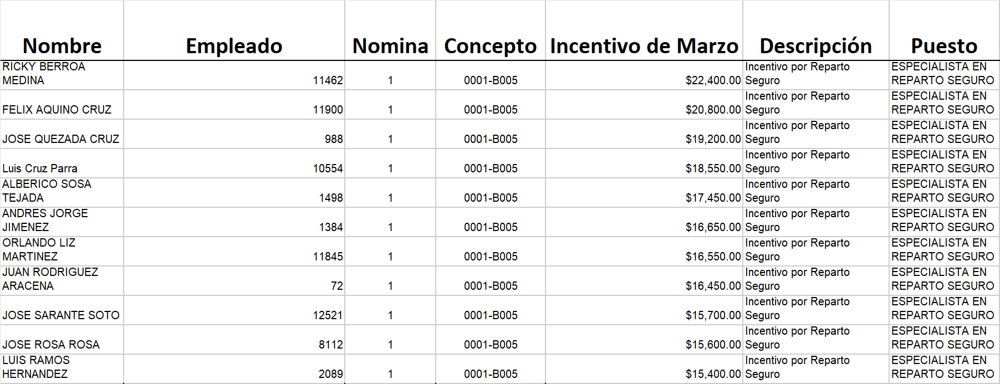 Nombre Empleado Nomina Concepto Incentivo de Marzo Descripción Puesto
RICKY BERROA Incentivo por Reparto ESPECIALISTA EN
MEDINA 11462 1 0001-B005 $22,400.00 Seguro REPARTO SEGURO
Incentivo por Reparto ESPECIALISTA EN
FELIX AQUINO CRUZ 11900 1 0001-B005 $20,800.00 Seguro REPARTO SEGURO
Incentivo por Reparto ESPECIALISTA EN
JOSE QUEZADA CRUZ 988 1 0001-B005 $19,200.00 Seguro REPARTO SEGURO
Incentivo por Reparto ESPECIALISTA EN
Luis Cruz Parra 10554 1 0001-B005 $18,550.00 Seguro REPARTO SEGURO
ALBERICO SOSA Incentivo por Reparto ESPECIALISTA EN
TEJADA 1498 1 0001-B005 $17,450.00 Seguro REPARTO SEGURO
ANDRES JORGE Incentivo por Reparto ESPECIALISTA EN
JIMENEZ 1384 1 0001-B005 $16,650.00 Seguro REPARTO SEGURO
ORLANDO LIZ Incentivo por Reparto ESPECIALISTA EN
MARTINEZ 11845 1 0001-B005 $16,550.00 Seguro REPARTO SEGURO
JUAN RODRIGUEZ Incentivo por Reparto ESPECIALISTA EN
ARACENA 72 1 0001-B005 $16,450.00 Seguro REPARTO SEGURO
Incentivo por Reparto ESPECIALISTA EN
JOSE SARANTE SOTO 12521 1 0001-B005 $15,700.00 Seguro REPARTO SEGURO
Incentivo por Reparto ESPECIALISTA EN
JOSE ROSA ROSA 8112 1 0001-B005 $15,600.00 Seguro REPARTO SEGURO
LUIS RAMOS Incentivo por Reparto ESPECIALISTA EN
HERNANDEZ 2089 1 0001-B005 $15,400.00 Seguro REPARTO SEGURO